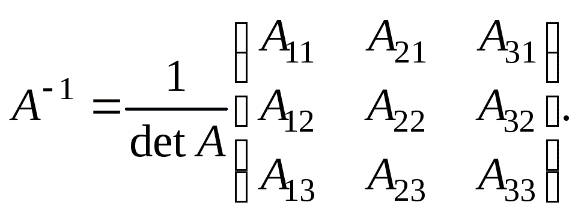 A⁻¹ = 1/det A ( A₁₁ A₂₁ A₃₁
A₁₂ A₂₂ A₃₂
A₁₃ A₂₃ A₃₃ ).